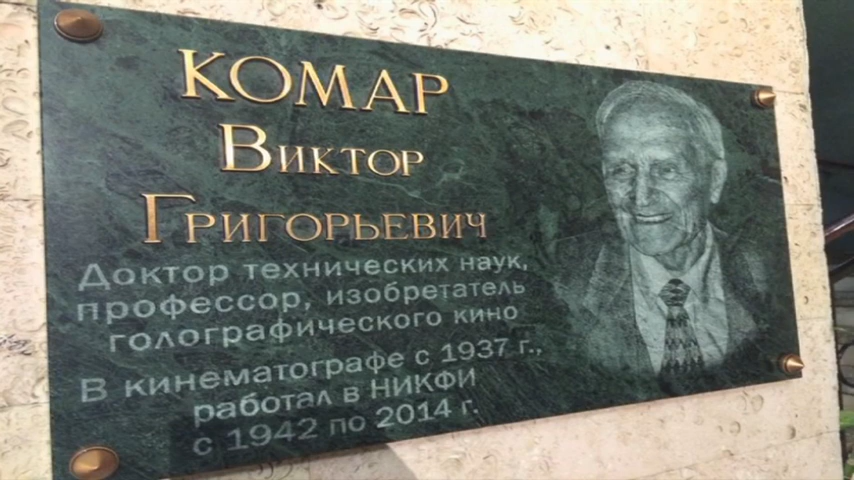 КОМАР
ВИКТОР
ГРИГОРЬЕВИЧ
Доктор технических наук,
профессор, изобретатель
голографического кино
В кинематографе с 1937 г.,
работал в НИКФИ
с 1942 по 2014 г.